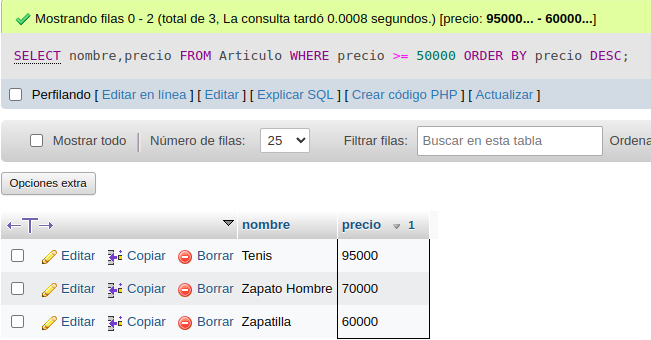 Mostrando filas 0 - 2 (total de 3, La consulta tardó 0.0008 segundos.) [precio: 95000... - 60000...]
SELECT nombre,precio FROM Articulo WHERE precio >= 50000 ORDER BY precio DESC;
Perfilando [ Editar en línea ] [ Editar ] [ Explicar SQL ] [ Crear código PHP ] [ Actualizar ]
Mostrar todo Número de filas: 25 Filtrar filas: Buscar en esta tabla Ordena
Opciones extra
←T→ nombre precio 1
Editar Copiar Borrar Tenis 95000
Editar Copiar Borrar Zapato Hombre 70000
Editar Copiar Borrar Zapatilla 60000